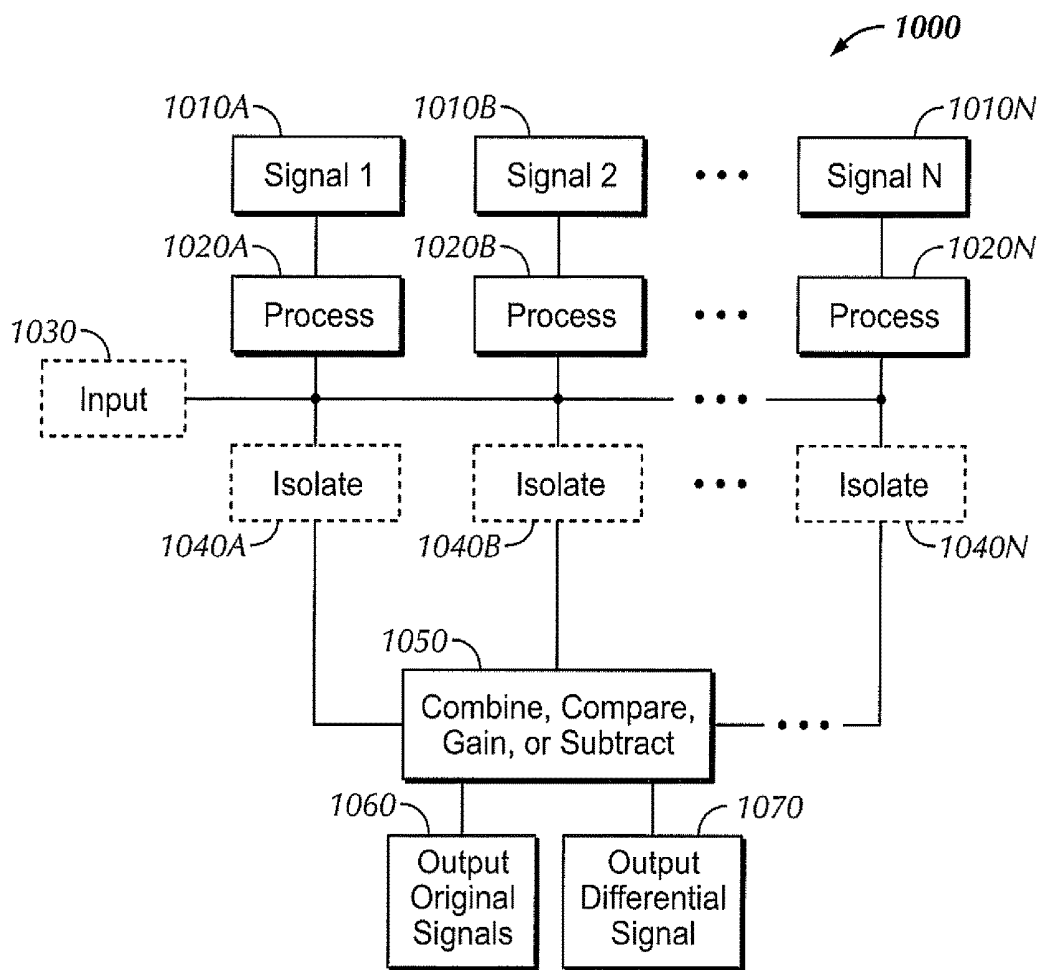 1000
1010A
1010B
1010N
Signal 1
Signal 2
Signal N
1020A
1020B
1020N
Process
Process
Process
1030
Input
Isolate
Isolate
Isolate
1040A
1040B
1040N
1050
Combine, Compare,
Gain, or Subtract
1060
1070
Output
Original
Signals
Output
Differential
Signal